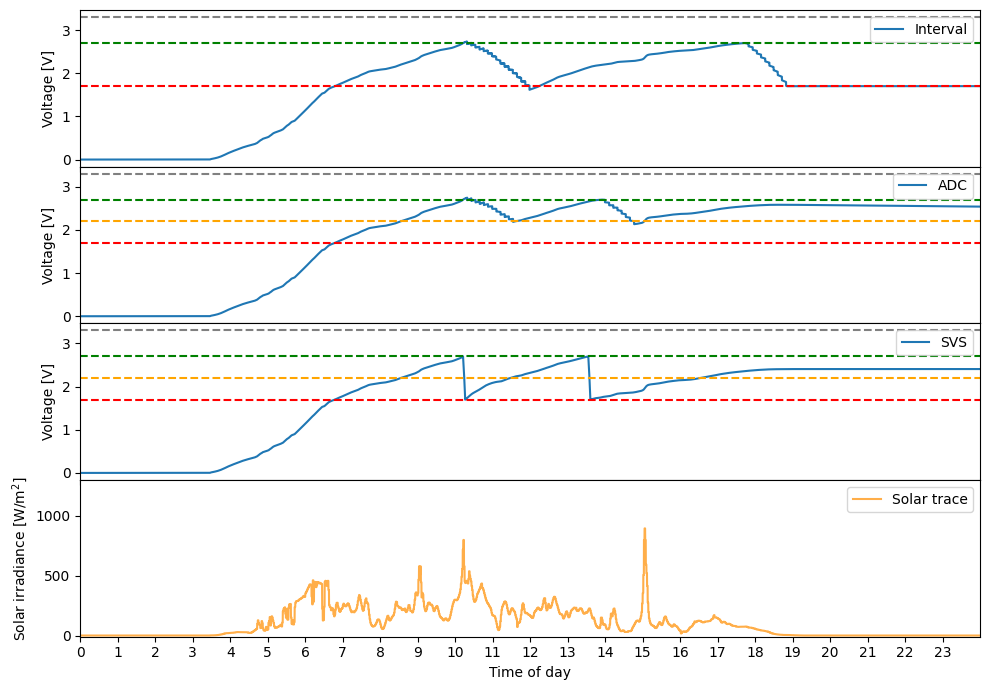 Voltage [V]
3
2
1
0
Interval
Voltage [V]
3
2
1
0
ADC
Voltage [V]
3
2
1
0
SVS
Solar irradiance [W/m²]
1000
500
0
Solar trace
0 1 2 3 4 5 6 7 8 9 10 11 12 13 14 15 16 17 18 19 20 21 22 23
Time of day